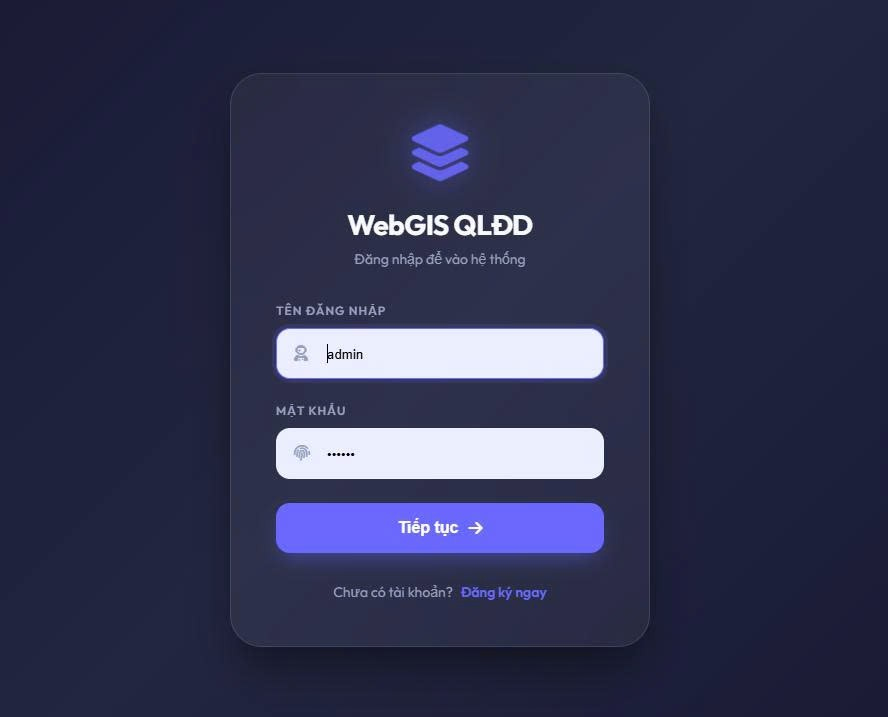 WebGIS QLĐD
Đăng nhập để vào hệ thống
TÊN ĐĂNG NHẬP
admin
MẬT KHẨU
••••••
Tiếp tục →
Chưa có tài khoản? Đăng ký ngay